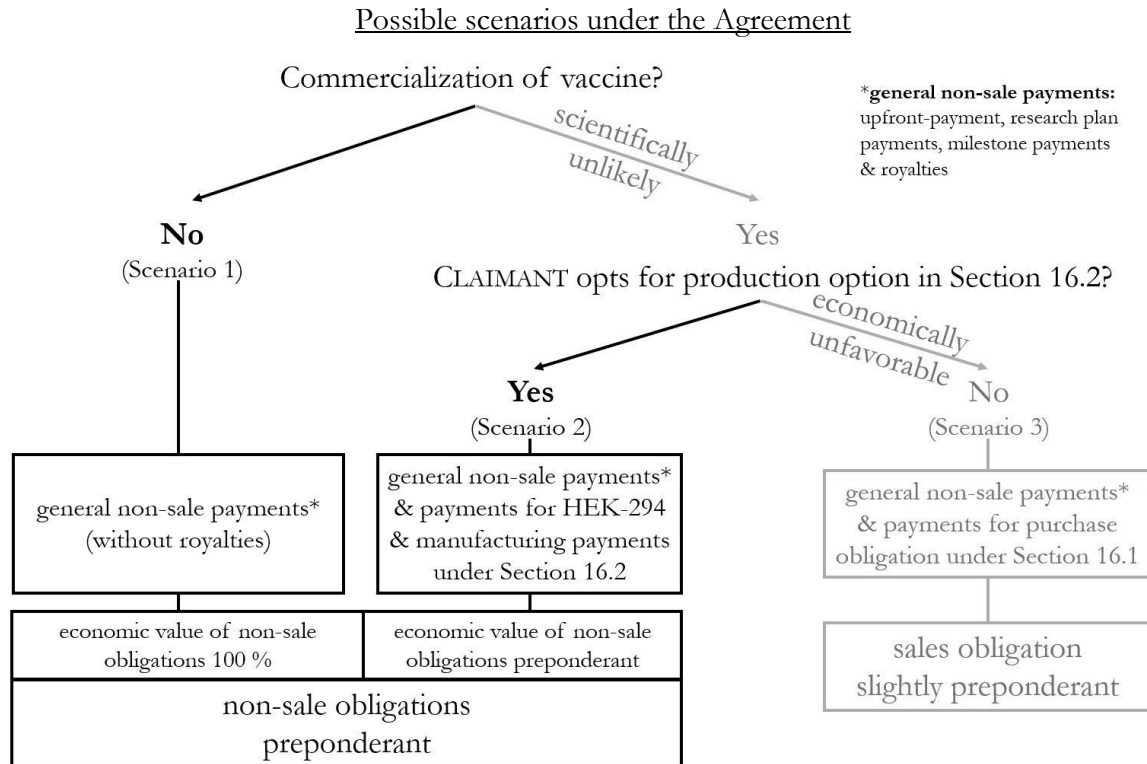 Possible scenarios under the Agreement
Commercialization of vaccine?
*general non-sale payments:
upfront-payment, research plan
payments, milestone payments
& royalties
scientifically
unlikely
No
(Scenario 1)
Yes
CLAIMANT opts for production option in Section 16.2?
economically
unfavorable
Yes
(Scenario 2)
No
(Scenario 3)
general non-sale payments*
(without royalties)
general non-sale payments*
& payments for HEK-294
& manufacturing payments
under Section 16.2
general non-sale payments*
& payments for purchase
obligation under Section 16.1
economic value of non-sale
obligations 100 %
economic value of non-sale
obligations preponderant
sales obligation
slightly preponderant
non-sale obligations
preponderant